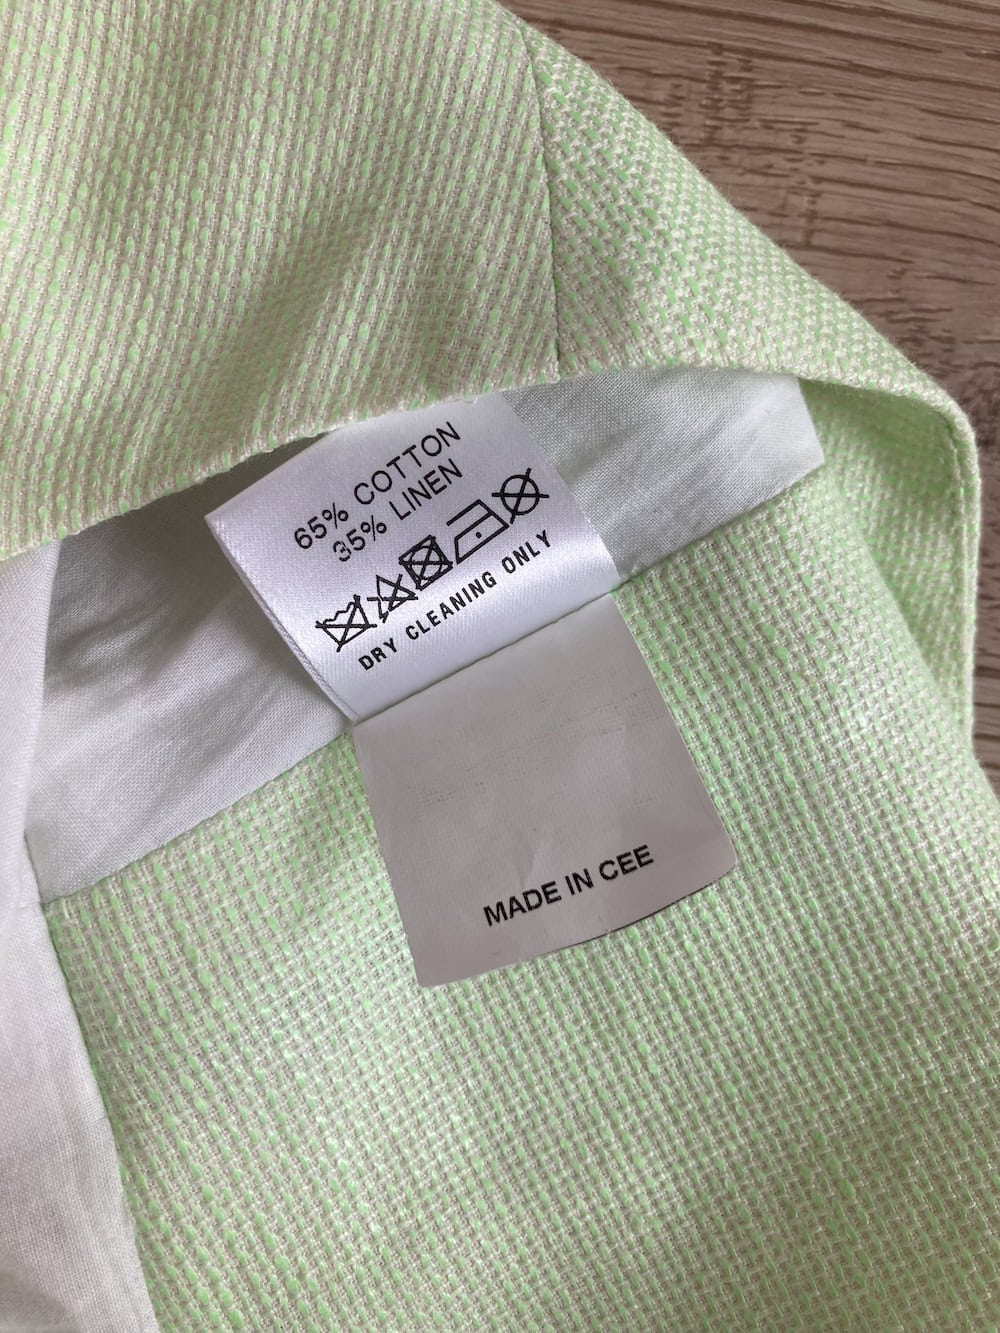 65% COTTON
35% LINEN
DRY CLEANING ONLY
MADE IN CEE